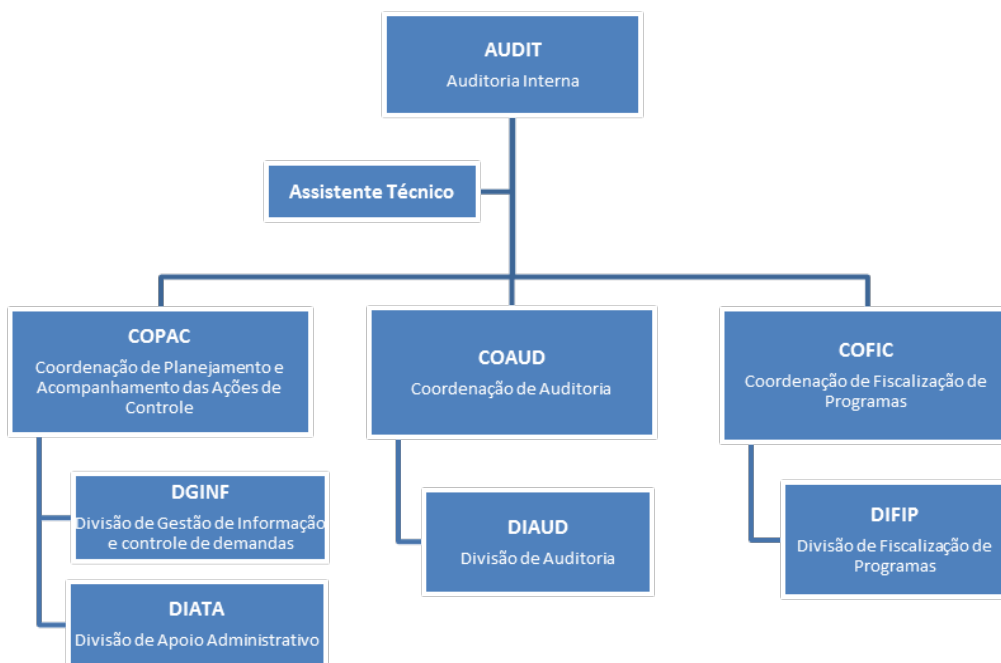 AUDIT
Auditoria Interna
Assistente Técnico
COPAC
Coordenação de Planejamento e
Acompanhamento das Ações de
Controle
COAUD
Coordenação de Auditoria
COFIC
Coordenação de Fiscalização de
Programas
DGINF
Divisão de Gestão de Informação
e controle de demandas
DIAUD
Divisão de Auditoria
DIFIP
Divisão de Fiscalização de
Programas
DIATA
Divisão de Apoio Administrativo